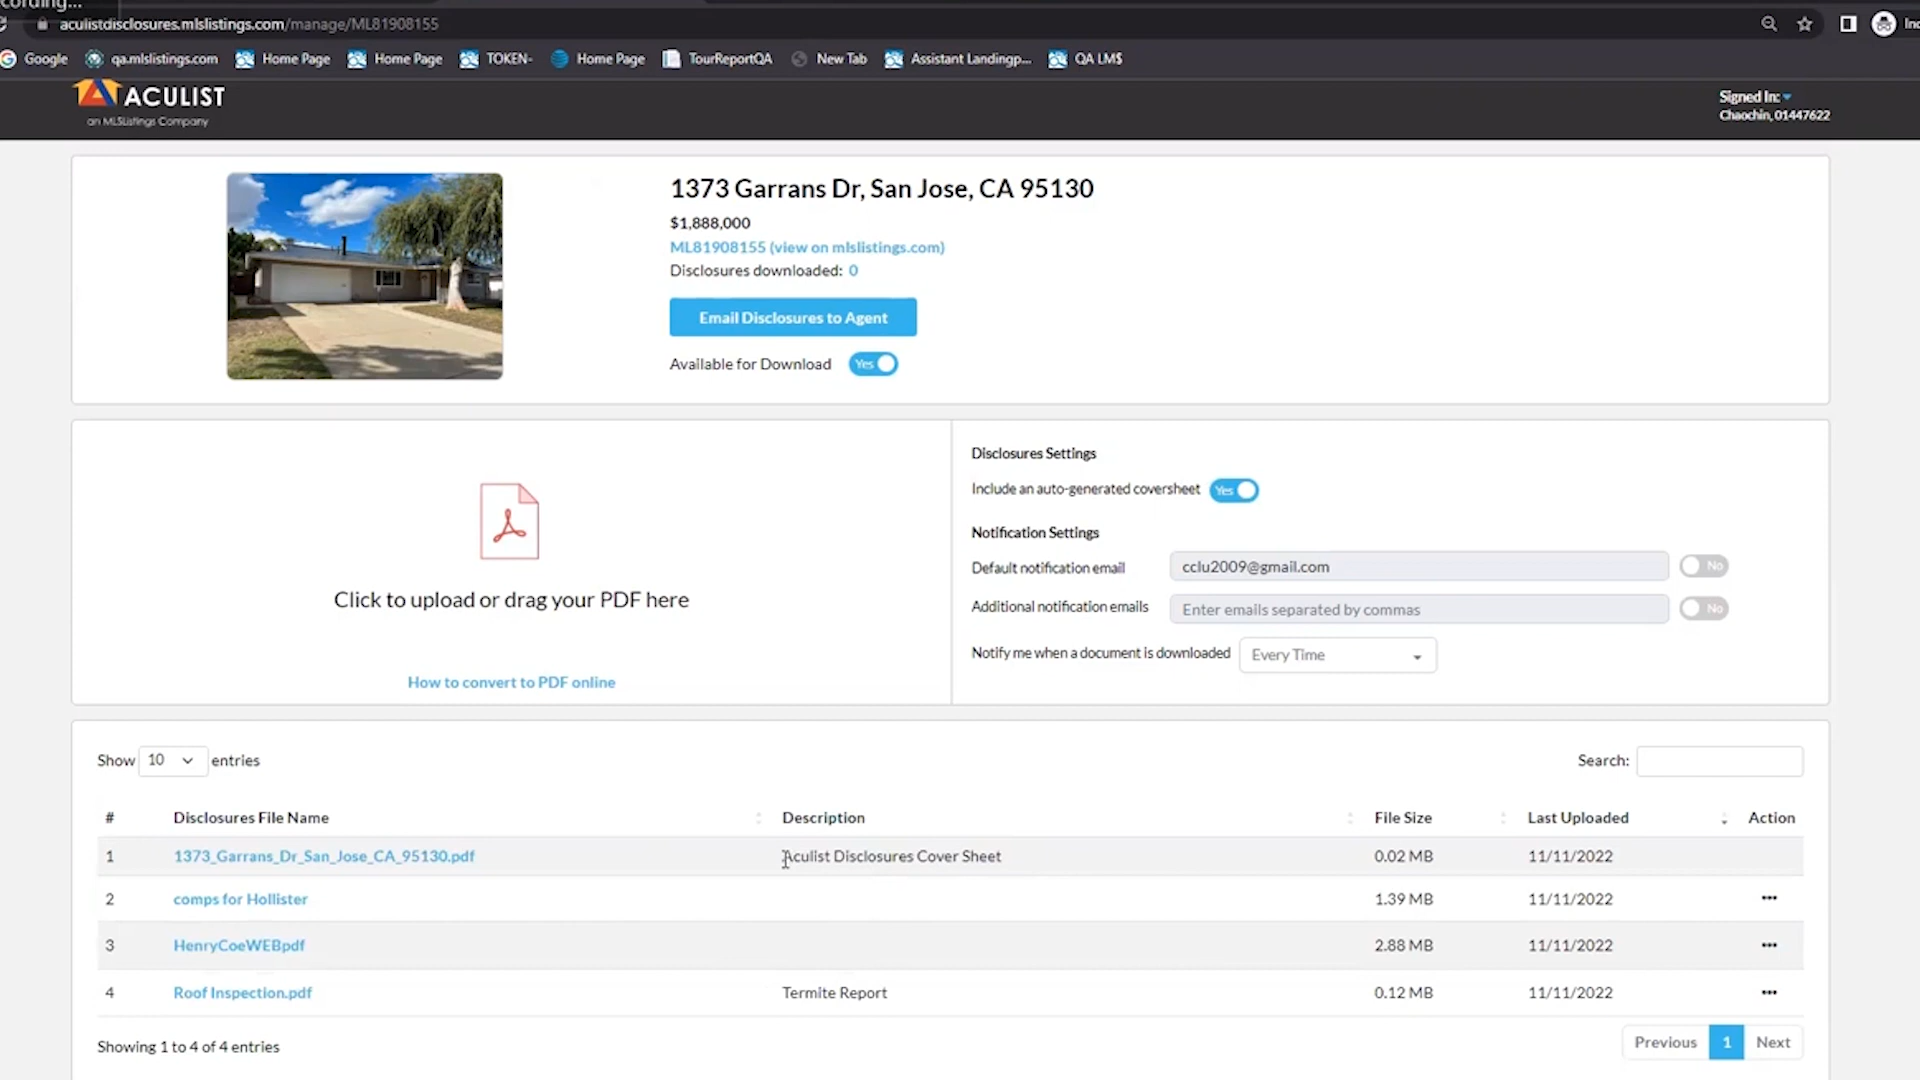 cording...
aculistdisclosures.mlslistings.com/manage/ML81908155
Google qa.mlslistings.com Home Page Home Page TOKEN- Home Page TourReportQA New Tab Assistant Landingp... QA LM$
ACULIST
an MLSListings Company
Signed In:
Chaochin, 01447622
1373 Garrans Dr, San Jose, CA 95130
$1,888,000
ML81908155 (view on mlslistings.com)
Disclosures downloaded: 0
Email Disclosures to Agent
Available for Download Yes
Click to upload or drag your PDF here
How to convert to PDF online
Disclosures Settings
Include an auto-generated coversheet Yes
Notification Settings
Default notification email cclu2009@gmail.com No
Additional notification emails Enter emails separated by commas No
Notify me when a document is downloaded Every Time
Show 10 entries Search:
# Disclosures File Name Description File Size Last Uploaded Action
1 1373_Garrans_Dr_San_Jose_CA_95130.pdf Aculist Disclosures Cover Sheet 0.02 MB 11/11/2022
2 comps for Hollister 1.39 MB 11/11/2022 •••
3 HenryCoeWEBpdf 2.88 MB 11/11/2022 •••
4 Roof Inspection.pdf Termite Report 0.12 MB 11/11/2022 •••
Showing 1 to 4 of 4 entries Previous 1 Next